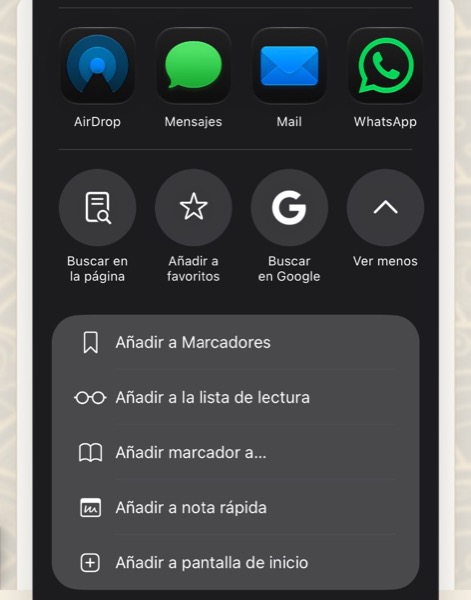 AirDrop
Mensajes
Mail
WhatsApp
Buscar en
la página
Añadir a
favoritos
Buscar
en Google
Ver menos
Añadir a Marcadores
Añadir a la lista de lectura
Añadir marcador a...
Añadir a nota rápida
Añadir a pantalla de inicio